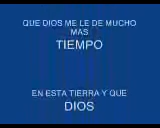 QUE DIOS ME LE DE MUCHO
MAS
TIEMPO
EN ESTA TIERRA Y QUE
DIOS